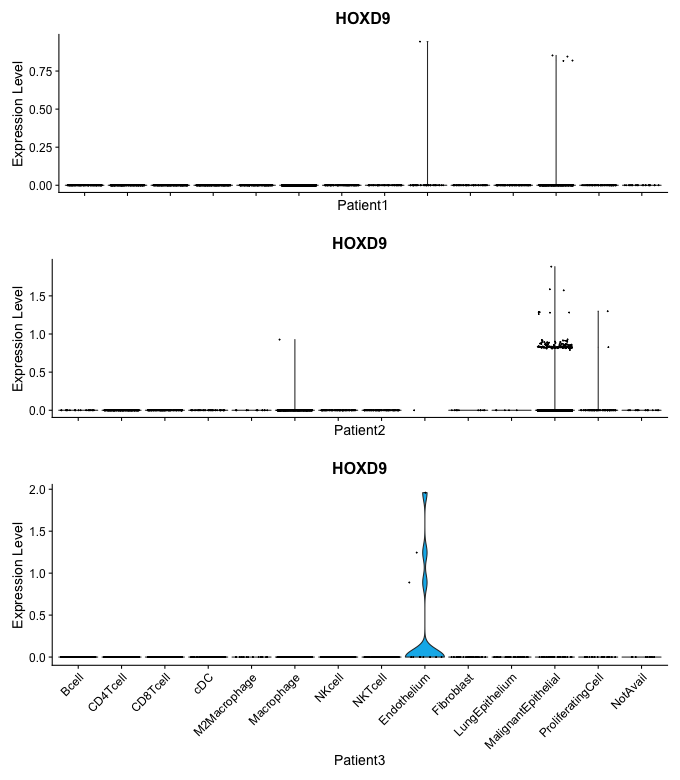 HOXD9
Expression Level
0.75
0.50
0.25
0.00
Patient1
HOXD9
Expression Level
1.5
1.0
0.5
0.0
Patient2
HOXD9
Expression Level
2.0
1.5
1.0
0.5
0.0
Bcell
CD4Tcell
CD8Tcell
cDC
M2Macrophage
Macrophage
NKcell
NKTcell
Endothelium
Fibroblast
LungEpithelium
MalignantEpithelial
ProliferatingCell
NotAvail
Patient3